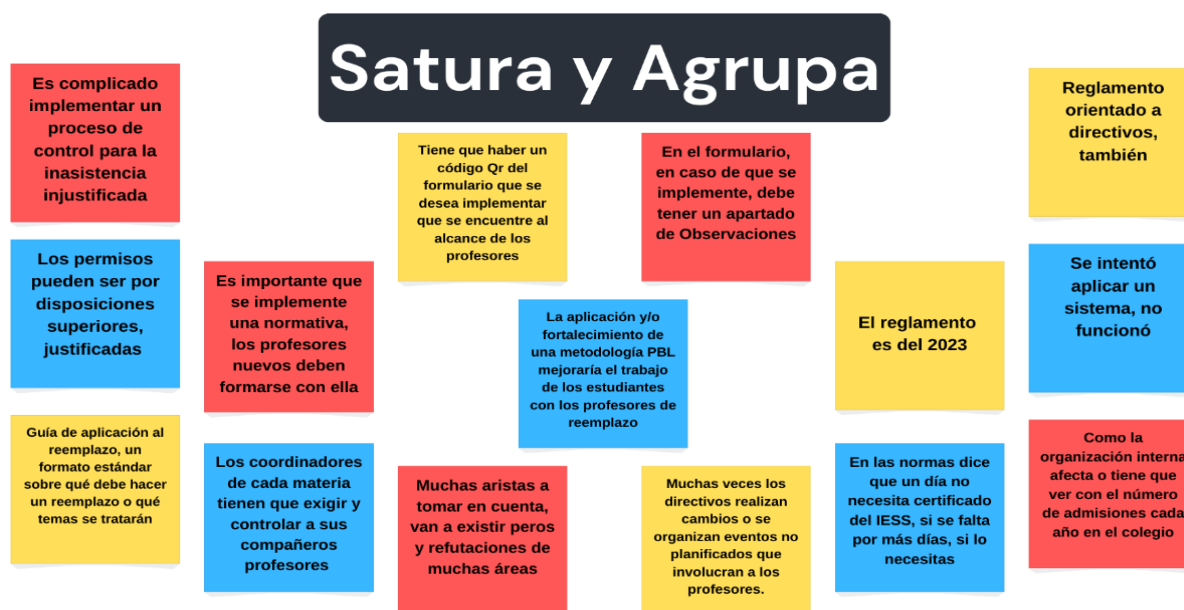 Satura y Agrupa
Es complicado
implementar un
proceso de
control para la
inasistencia
injustificada
Los permisos
pueden ser por
disposiciones
superiores,
justificadas
Guía de aplicación al
reemplazo, un
formato estándar
sobre qué debe hacer
un reemplazo o qué
temas se tratarán
Es importante que
se implemente
una normativa,
los profesores
nuevos deben
formarse con ella
Los coordinadores
de cada materia
tienen que exigir y
controlar a sus
compañeros
profesores
Tiene que haber un
código Qr del
formulario que se
desea implementar
que se encuentre al
alcance de los
profesores
Muchas aristas a
tomar en cuenta,
van a existir peros
y refutaciones de
muchas áreas
La aplicación y/o
fortalecimiento de
una metodología PBL
mejoraría el trabajo
de los estudiantes
con los profesores de
reemplazo
En el formulario,
en caso de que se
implemente, debe
tener un apartado
de Observaciones
Muchas veces los
directivos realizan
cambios o se
organizan eventos no
planificados que
involucran a los
profesores.
El reglamento
es del 2023
En las normas dice
que un día no
necesita certificado
del IESS, si se falta
por más días, si lo
necesitas
Reglamento
orientado a
directivos,
también
Se intentó
aplicar un
sistema, no
funcionó
Como la
organización interna
afecta o tiene que
ver con el número
de admisiones cada
año en el colegio